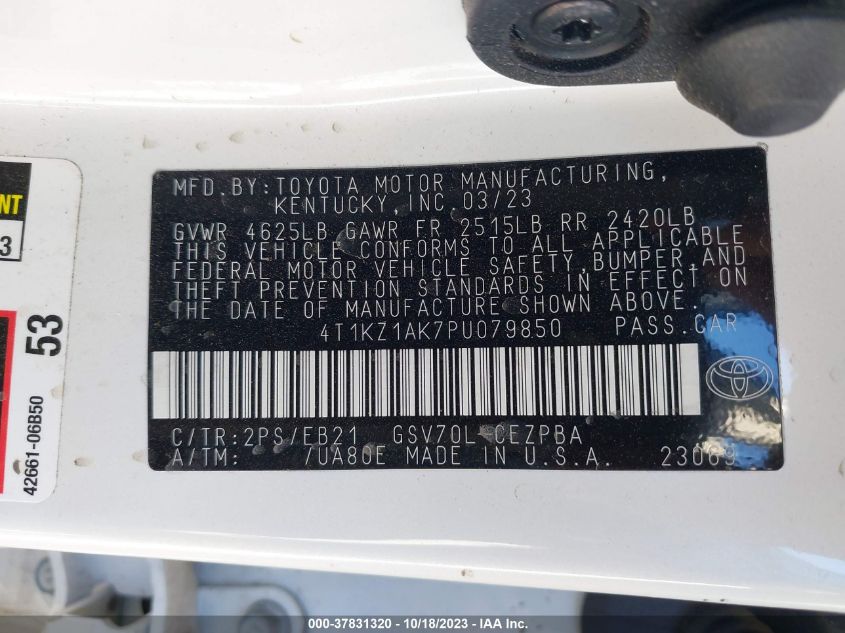 MFD. BY: TOYOTA MOTOR MANUFACTURING,
KENTUCKY, INC. 03/23
GVWR 4625LB GAWR FR 2515LB RR 2420LB
THIS VEHICLE CONFORMS TO ALL APPLICABLE
FEDERAL MOTOR VEHICLE SAFETY, BUMPER, AND
THEFT PREVENTION STANDARDS IN EFFECT ON
THE DATE OF MANUFACTURE SHOWN ABOVE.
4T1KZ1AK7PU079850 PASS. CAR
C/TR: 2PS/EB21 GSV70L-CEZPBA
A/TM: /UA80E MADE IN U.S.A. 23069
NT
3
53
42661-06B50
000-37831320 - 10/18/2023 - IAA Inc.